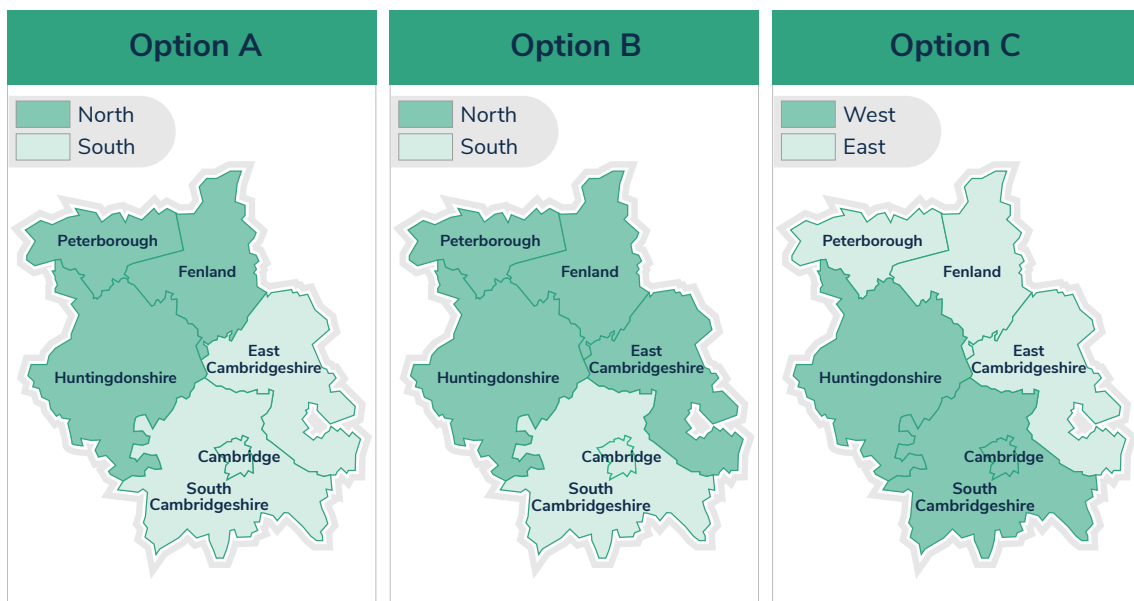 Option A
North
South
Peterborough
Fenland
East
Cambridgeshire
Huntingdonshire
Cambridge
South
Cambridgeshire
Option B
North
South
Peterborough
Fenland
East
Cambridgeshire
Huntingdonshire
Cambridge
South
Cambridgeshire
Option C
West
East
Peterborough
Fenland
East
Cambridgeshire
Huntingdonshire
Cambridge
South
Cambridgeshire